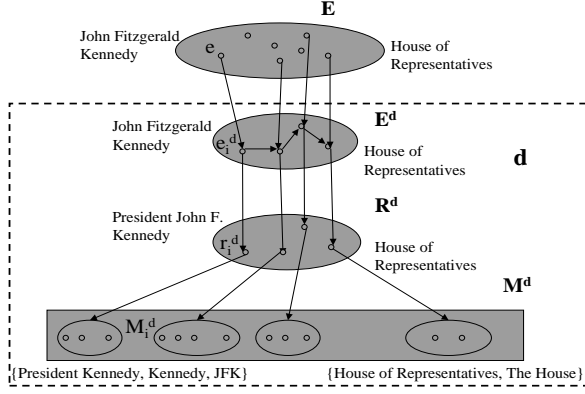 E
John Fitzgerald
Kennedy
e
House of
Representatives
E^d
John Fitzgerald
Kennedy
e_i^d
House of
Representatives
d
R^d
President John F.
Kennedy
r_i^d
House of
Representatives
M^d
M_i^d
{President Kennedy, Kennedy, JFK}
{House of Representatives, The House}